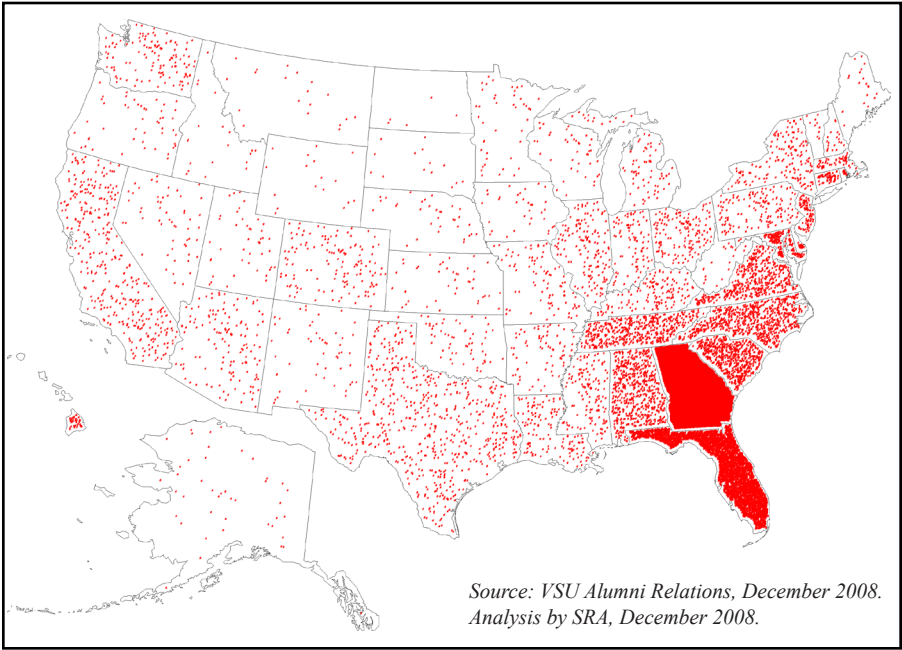 Source: VSU Alumni Relations, December 2008.
Analysis by SRA, December 2008.